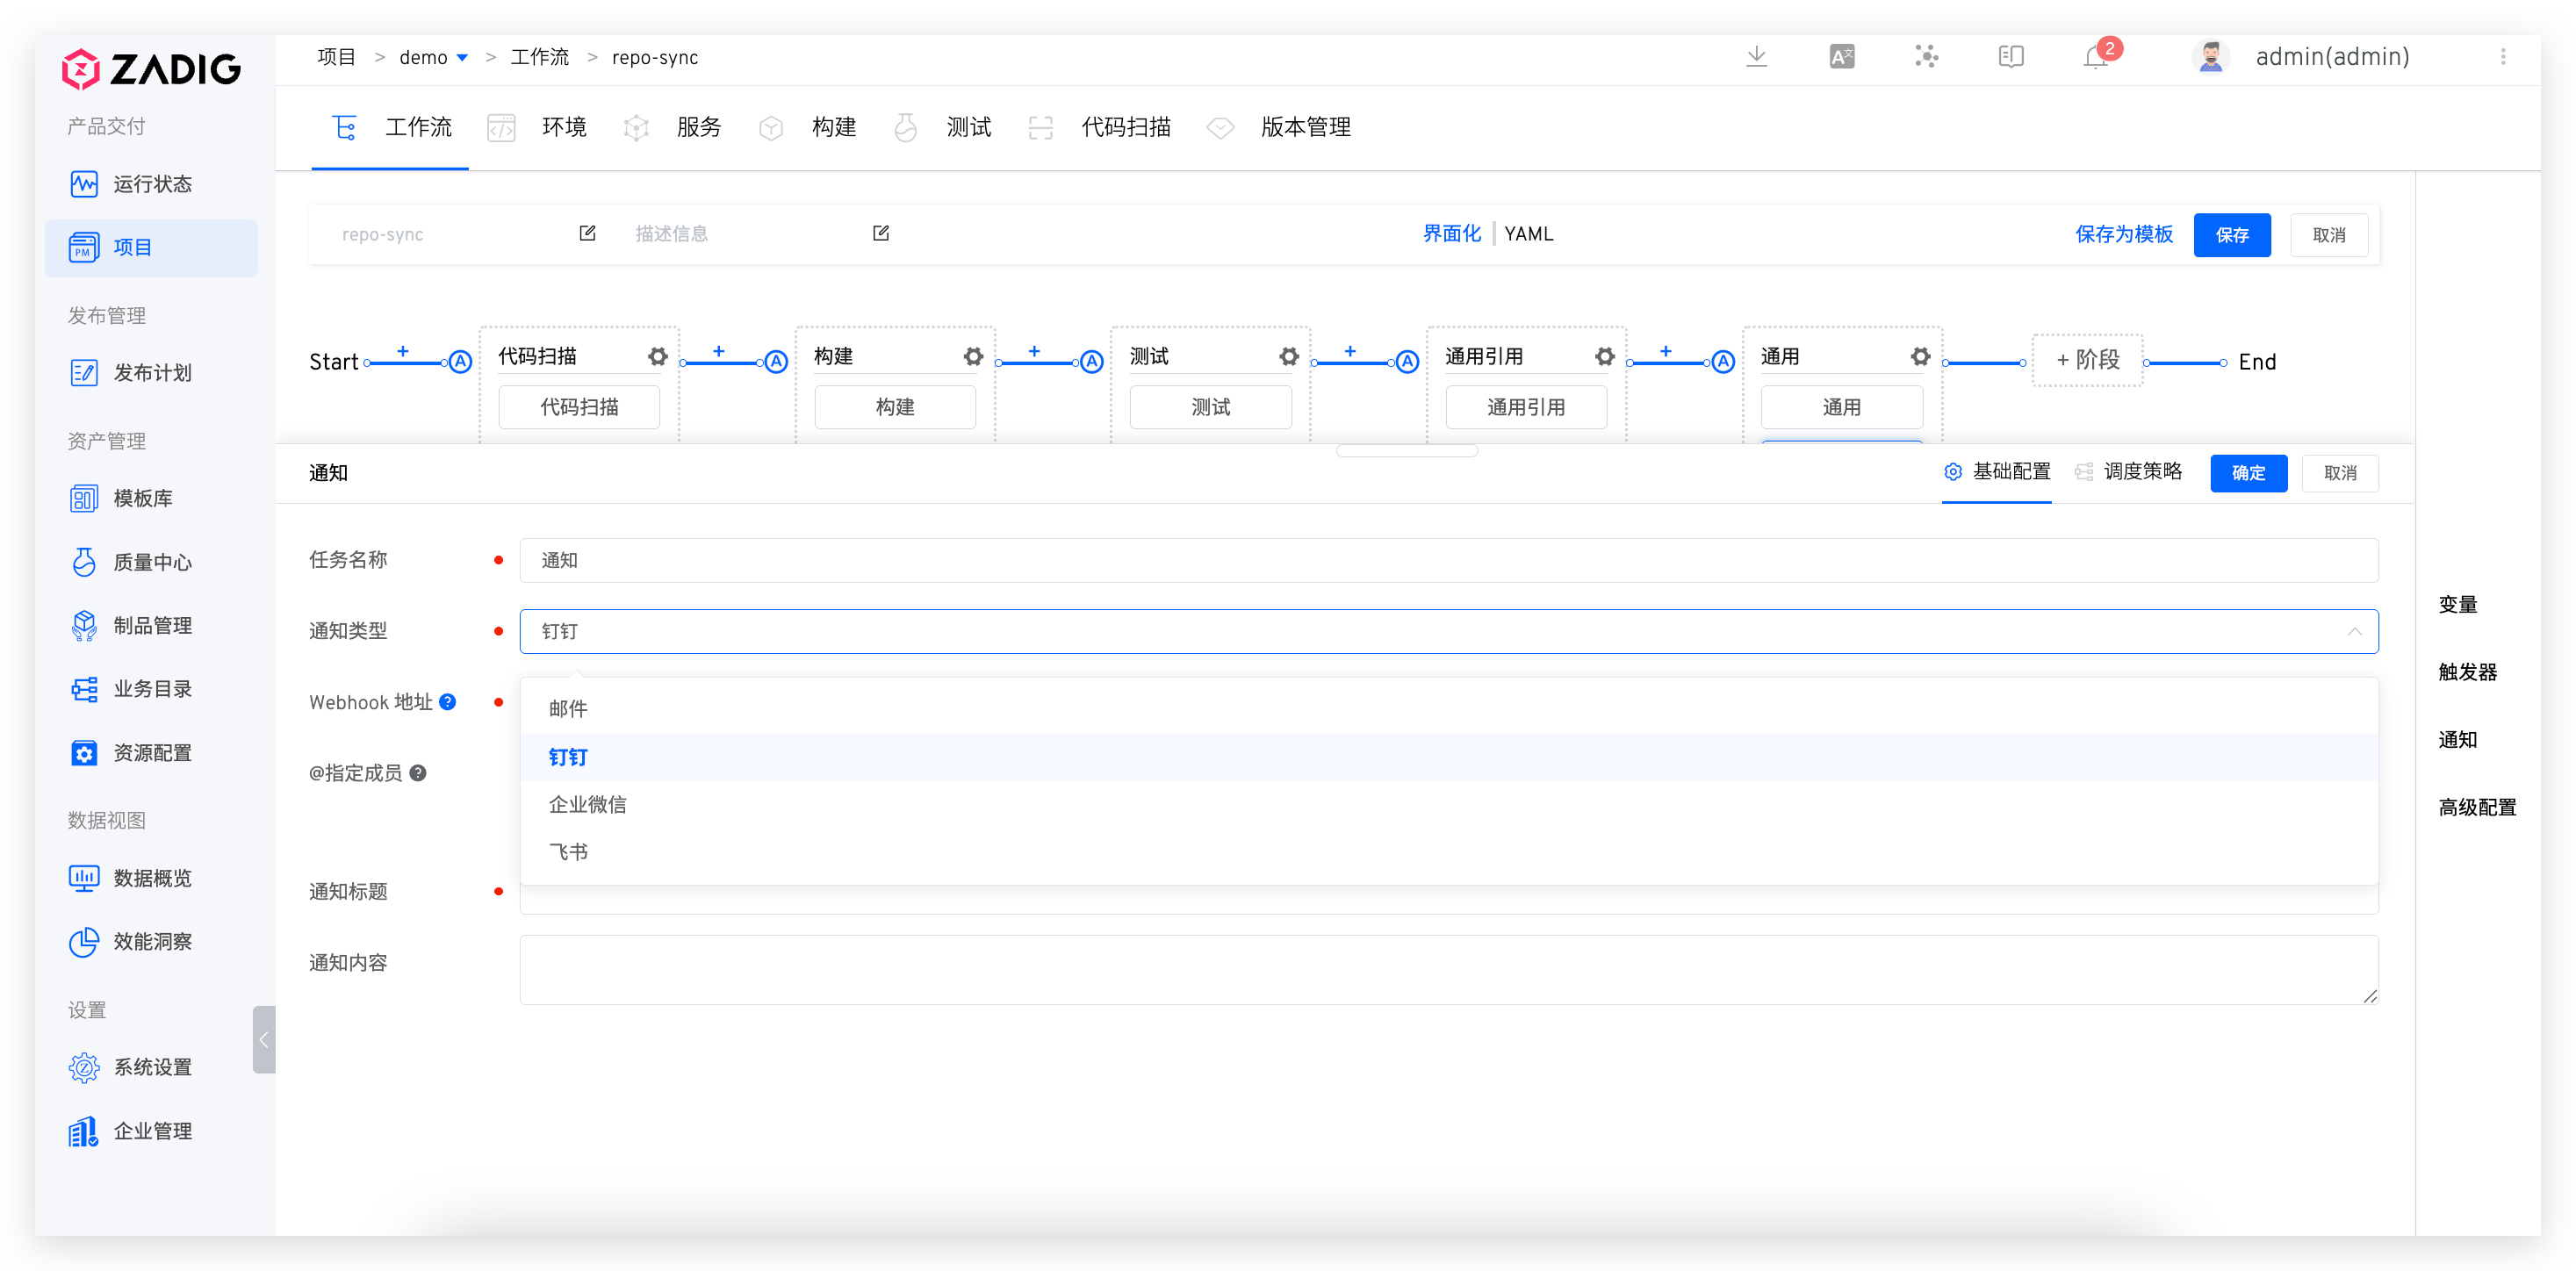 ZADIG
项目 > demo > 工作流 > repo-sync
2
admin(admin)
产品交付
运行状态
项目
发布管理
发布计划
资产管理
模板库
质量中心
制品管理
业务目录
资源配置
数据视图
数据概览
效能洞察
设置
系统设置
企业管理
工作流 环境 服务 构建 测试 代码扫描 版本管理
repo-sync 描述信息 界面化 YAML 保存为模板 保存 取消
Start + A 代码扫描 + A 构建 + A 测试 + A 通用引用 + A 通用 + 阶段 End
代码扫描 构建 测试 通用引用 通用
通知 基础配置 调度策略 确定 取消
任务名称 通知
通知类型 钉钉
Webhook 地址 ?
@指定成员 ?
邮件
钉钉
企业微信
飞书
通知标题
通知内容
变量
触发器
通知
高级配置